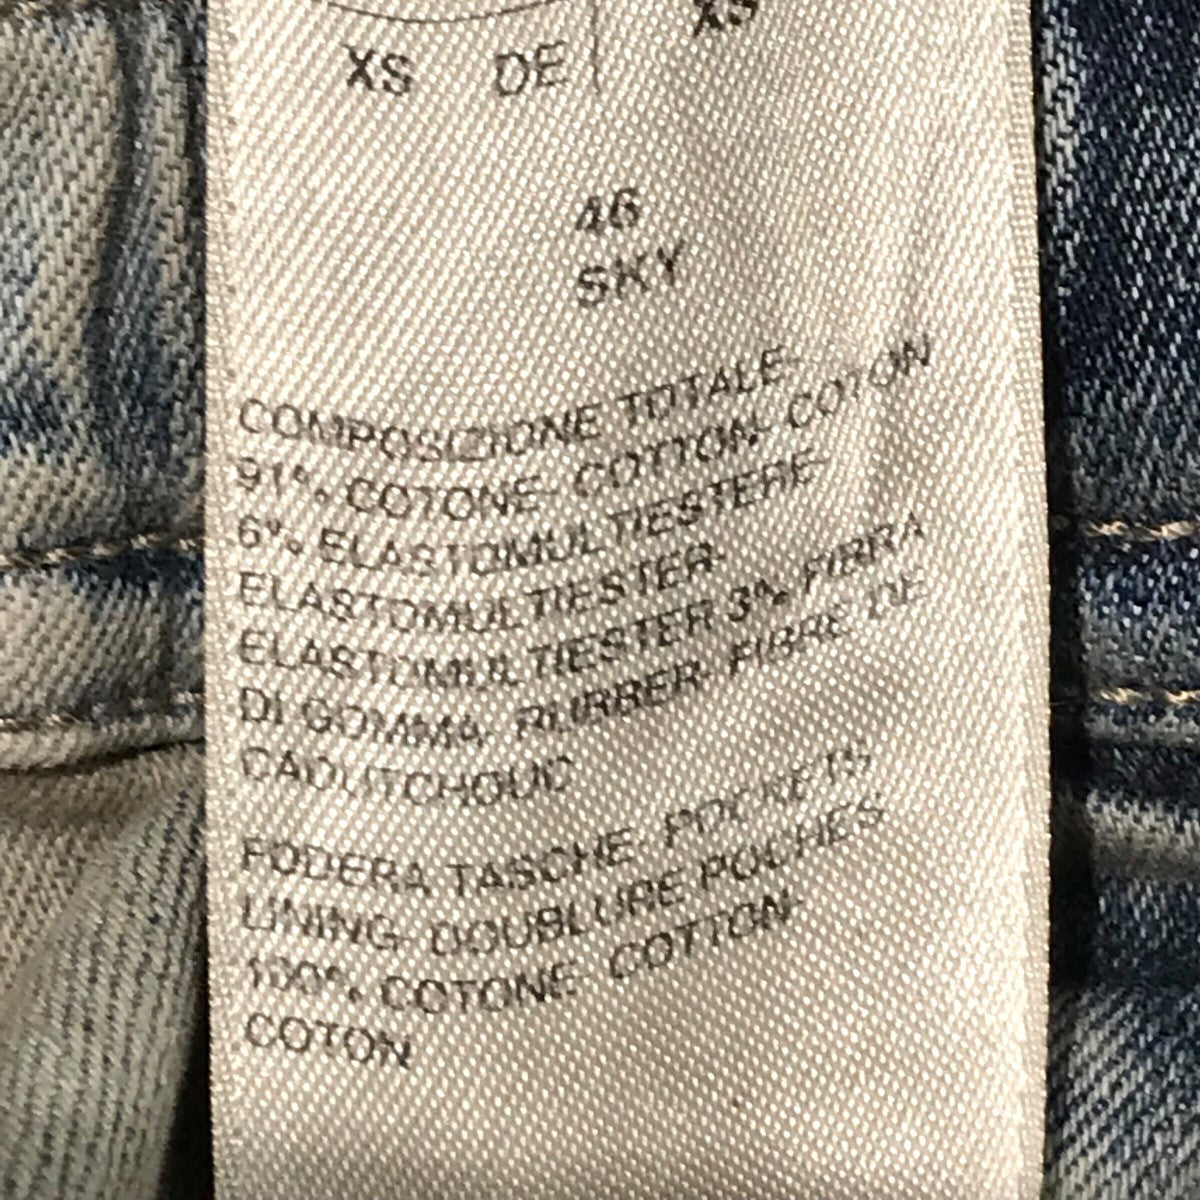 XS DE XS
46
SKY
COMPOSIZIONE TOTALE-
91% COTONE- COTTON- COTON
6% ELASTOMULTIESTERE-
ELASTOMULTIESTER-
ELASTOMULTIESTER 3% FIBRA
DI GOMMA, RUBBER, FIBRE DE
CAOUTCHOUC
FODERA TASCHE- POCKETS
LINING- DOUBLURE POCHES
100% COTONE- COTTON-
COTON